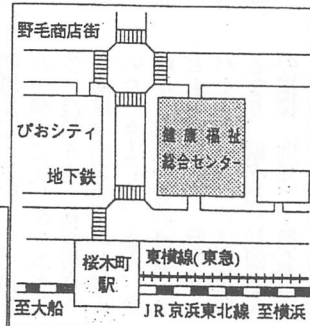 野毛商店街
ぴおシティ
地下鉄
健康福祉
総合センター
桜木町
駅
東横線(東急)
至大船
JR京浜東北線 至横浜